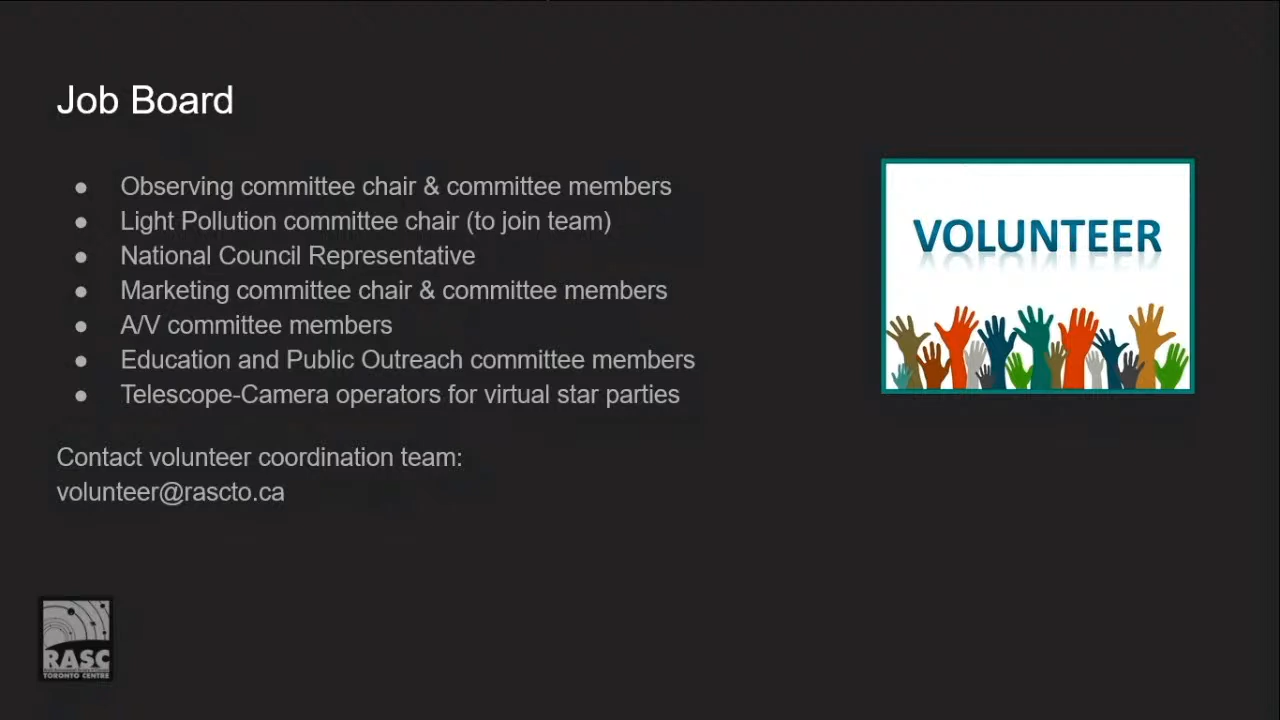 Job Board
● Observing committee chair & committee members
● Light Pollution committee chair (to join team)
● National Council Representative
● Marketing committee chair & committee members
● A/V committee members
● Education and Public Outreach committee members
● Telescope-Camera operators for virtual star parties
Contact volunteer coordination team:
volunteer@rascto.ca
VOLUNTEER
RASC
TORONTO CENTRE